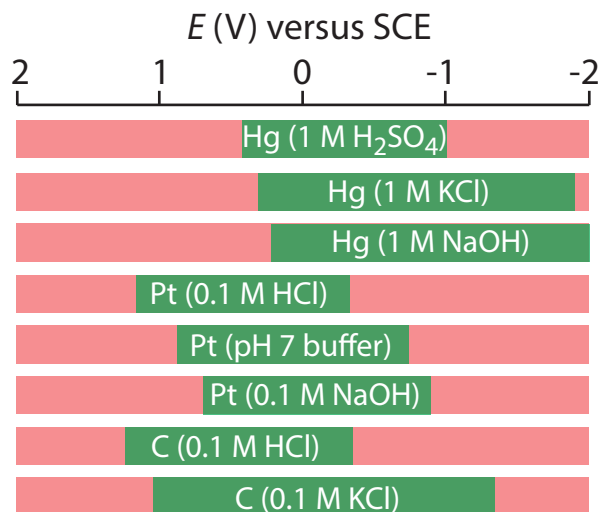 E (V) versus SCE
2 1 0 -1 -2
Hg (1 M H₂SO₄)
Hg (1 M KCl)
Hg (1 M NaOH)
Pt (0.1 M HCl)
Pt (pH 7 buffer)
Pt (0.1 M NaOH)
C (0.1 M HCl)
C (0.1 M KCl)